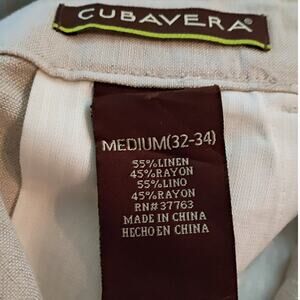 CUBAVERA®
MEDIUM(32-34)
55%LINEN
45%RAYON
55%LINO
45%RAYON
RN#37763
MADE IN CHINA
HECHO EN CHINA